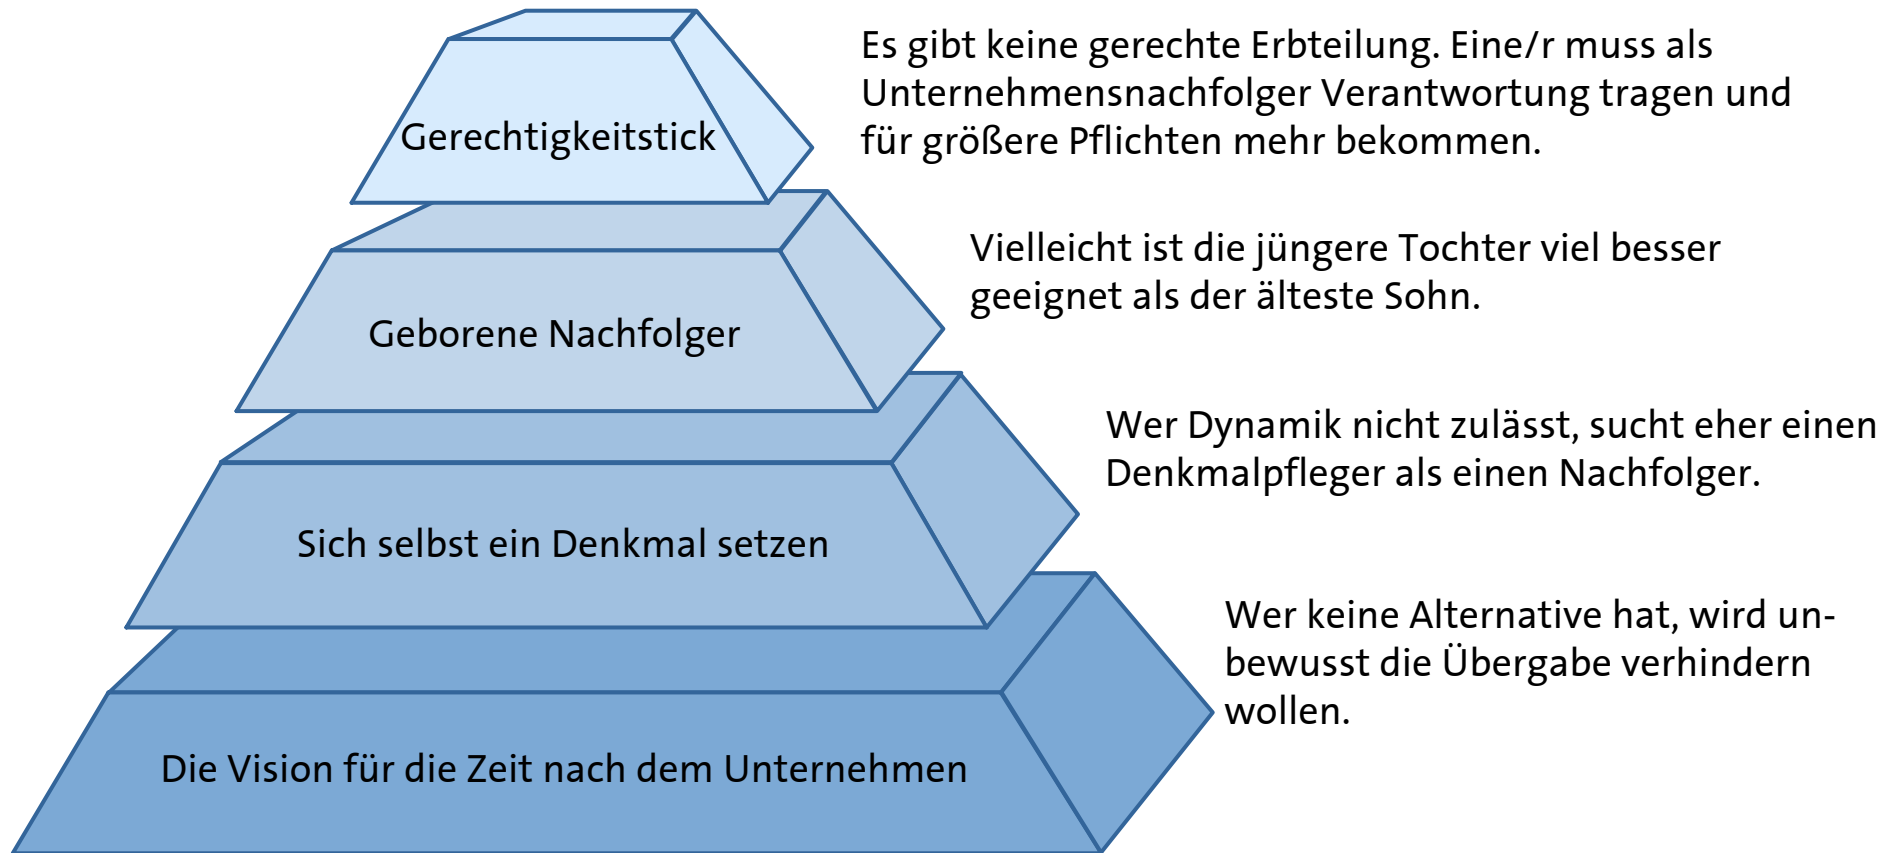 Gerechtigkeitstick
Es gibt keine gerechte Erbteilung. Eine/r muss als
Unternehmensnachfolger Verantwortung tragen und
für größere Pflichten mehr bekommen.
Geborene Nachfolger
Vielleicht ist die jüngere Tochter viel besser
geeignet als der älteste Sohn.
Sich selbst ein Denkmal setzen
Wer Dynamik nicht zulässt, sucht eher einen
Denkmalpfleger als einen Nachfolger.
Die Vision für die Zeit nach dem Unternehmen
Wer keine Alternative hat, wird un-
bewusst die Übergabe verhindern
wollen.